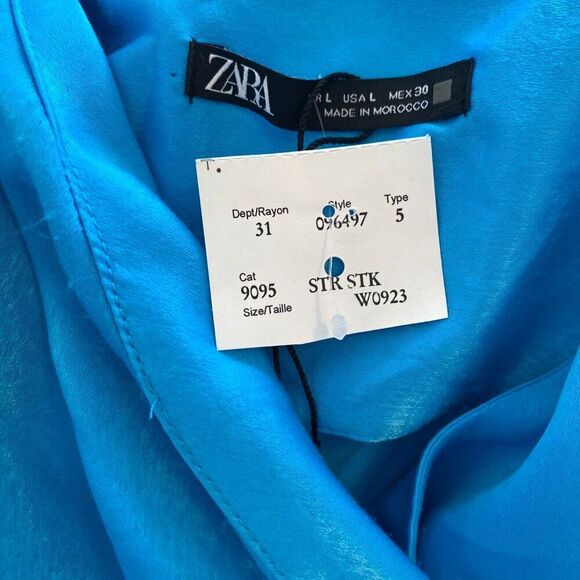 ZARA
R L USA L MEX 30
MADE IN MOROCCO
T.
Dept/Rayon Style Type
31 096497 5
Cat
9095 STR STK
Size/Taille W0923